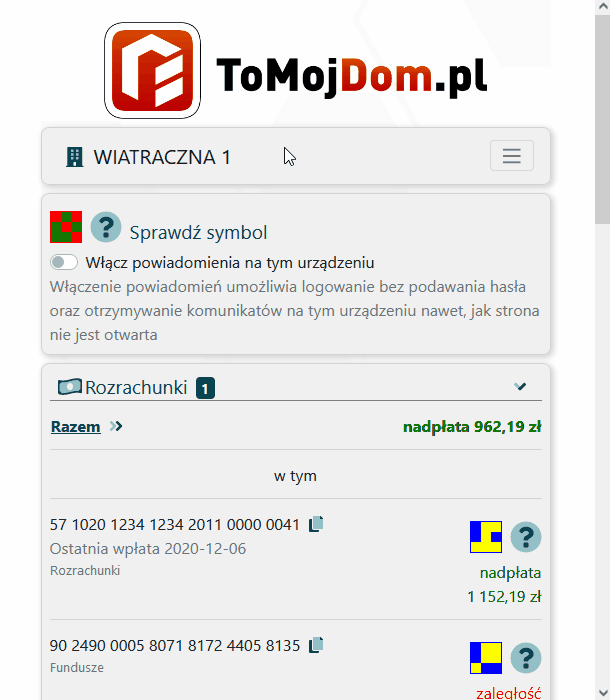 ToMojDom.pl
WIATRACZNA 1
? Sprawdź symbol
Włącz powiadomienia na tym urządzeniu
Włączenie powiadomień umożliwia logowanie bez podawania hasła
oraz otrzymywanie komunikatów na tym urządzeniu nawet, jak strona
nie jest otwarta
Rozrachunki 1
Razem
nadpłata 962,19 zł
w tym
57 1020 1234 1234 2011 0000 0041
Ostatnia wpłata 2020-12-06
Rozrachunki
?
nadpłata
1 152,19 zł
90 2490 0005 8071 8172 4405 8135
Fundusze
?
zaległość